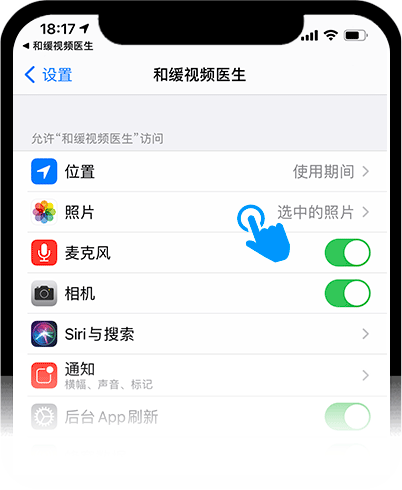 18:17
和缓视频医生
设置
和缓视频医生
允许“和缓视频医生”访问
位置 使用期间
照片 选中的照片
麦克风
相机
Siri与搜索
通知
横幅、声音、标记
后台 App 刷新